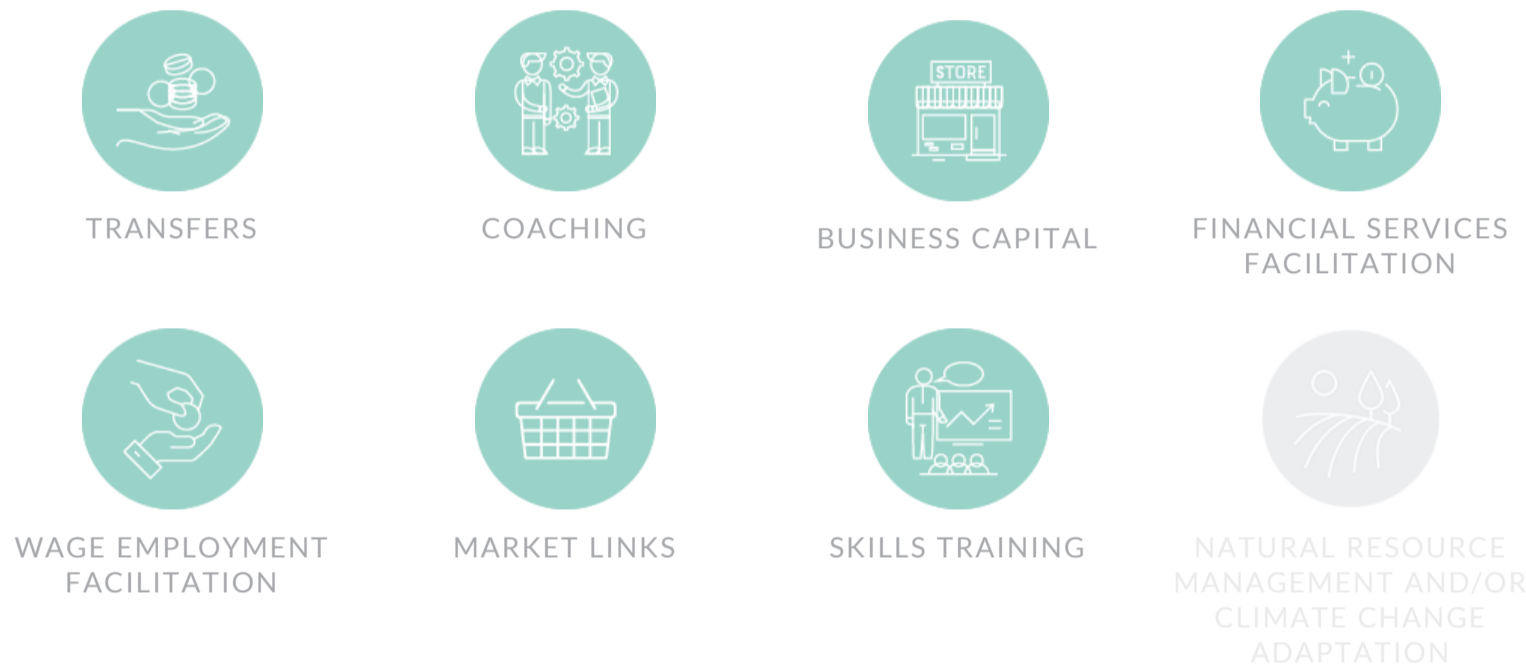 STORE
TRANSFERS
COACHING
BUSINESS CAPITAL
FINANCIAL SERVICES
FACILITATION
WAGE EMPLOYMENT
FACILITATION
MARKET LINKS
SKILLS TRAINING
NATURAL RESOURCE
MANAGEMENT AND/OR
CLIMATE CHANGE
ADAPTATION